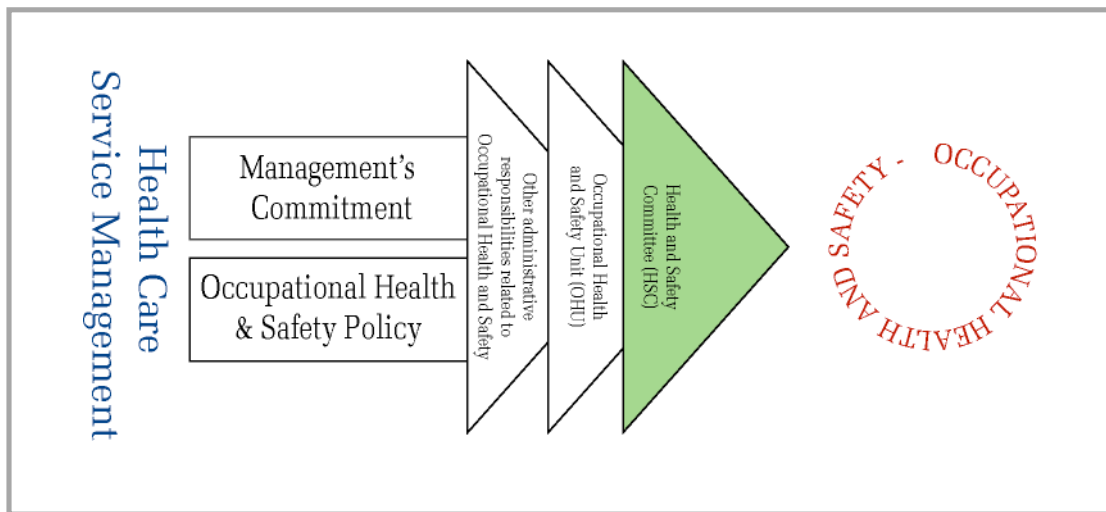 Health Care
Service Management
Management’s
Commitment
Occupational Health
& Safety Policy
Other administrative
responsibilities related to
Occupational Health and Safety
Occupational Health
and Safety Unit (OHU)
Health and Safety
Committee (HSC)
OCCUPATIONAL HEALTH AND SAFETY -